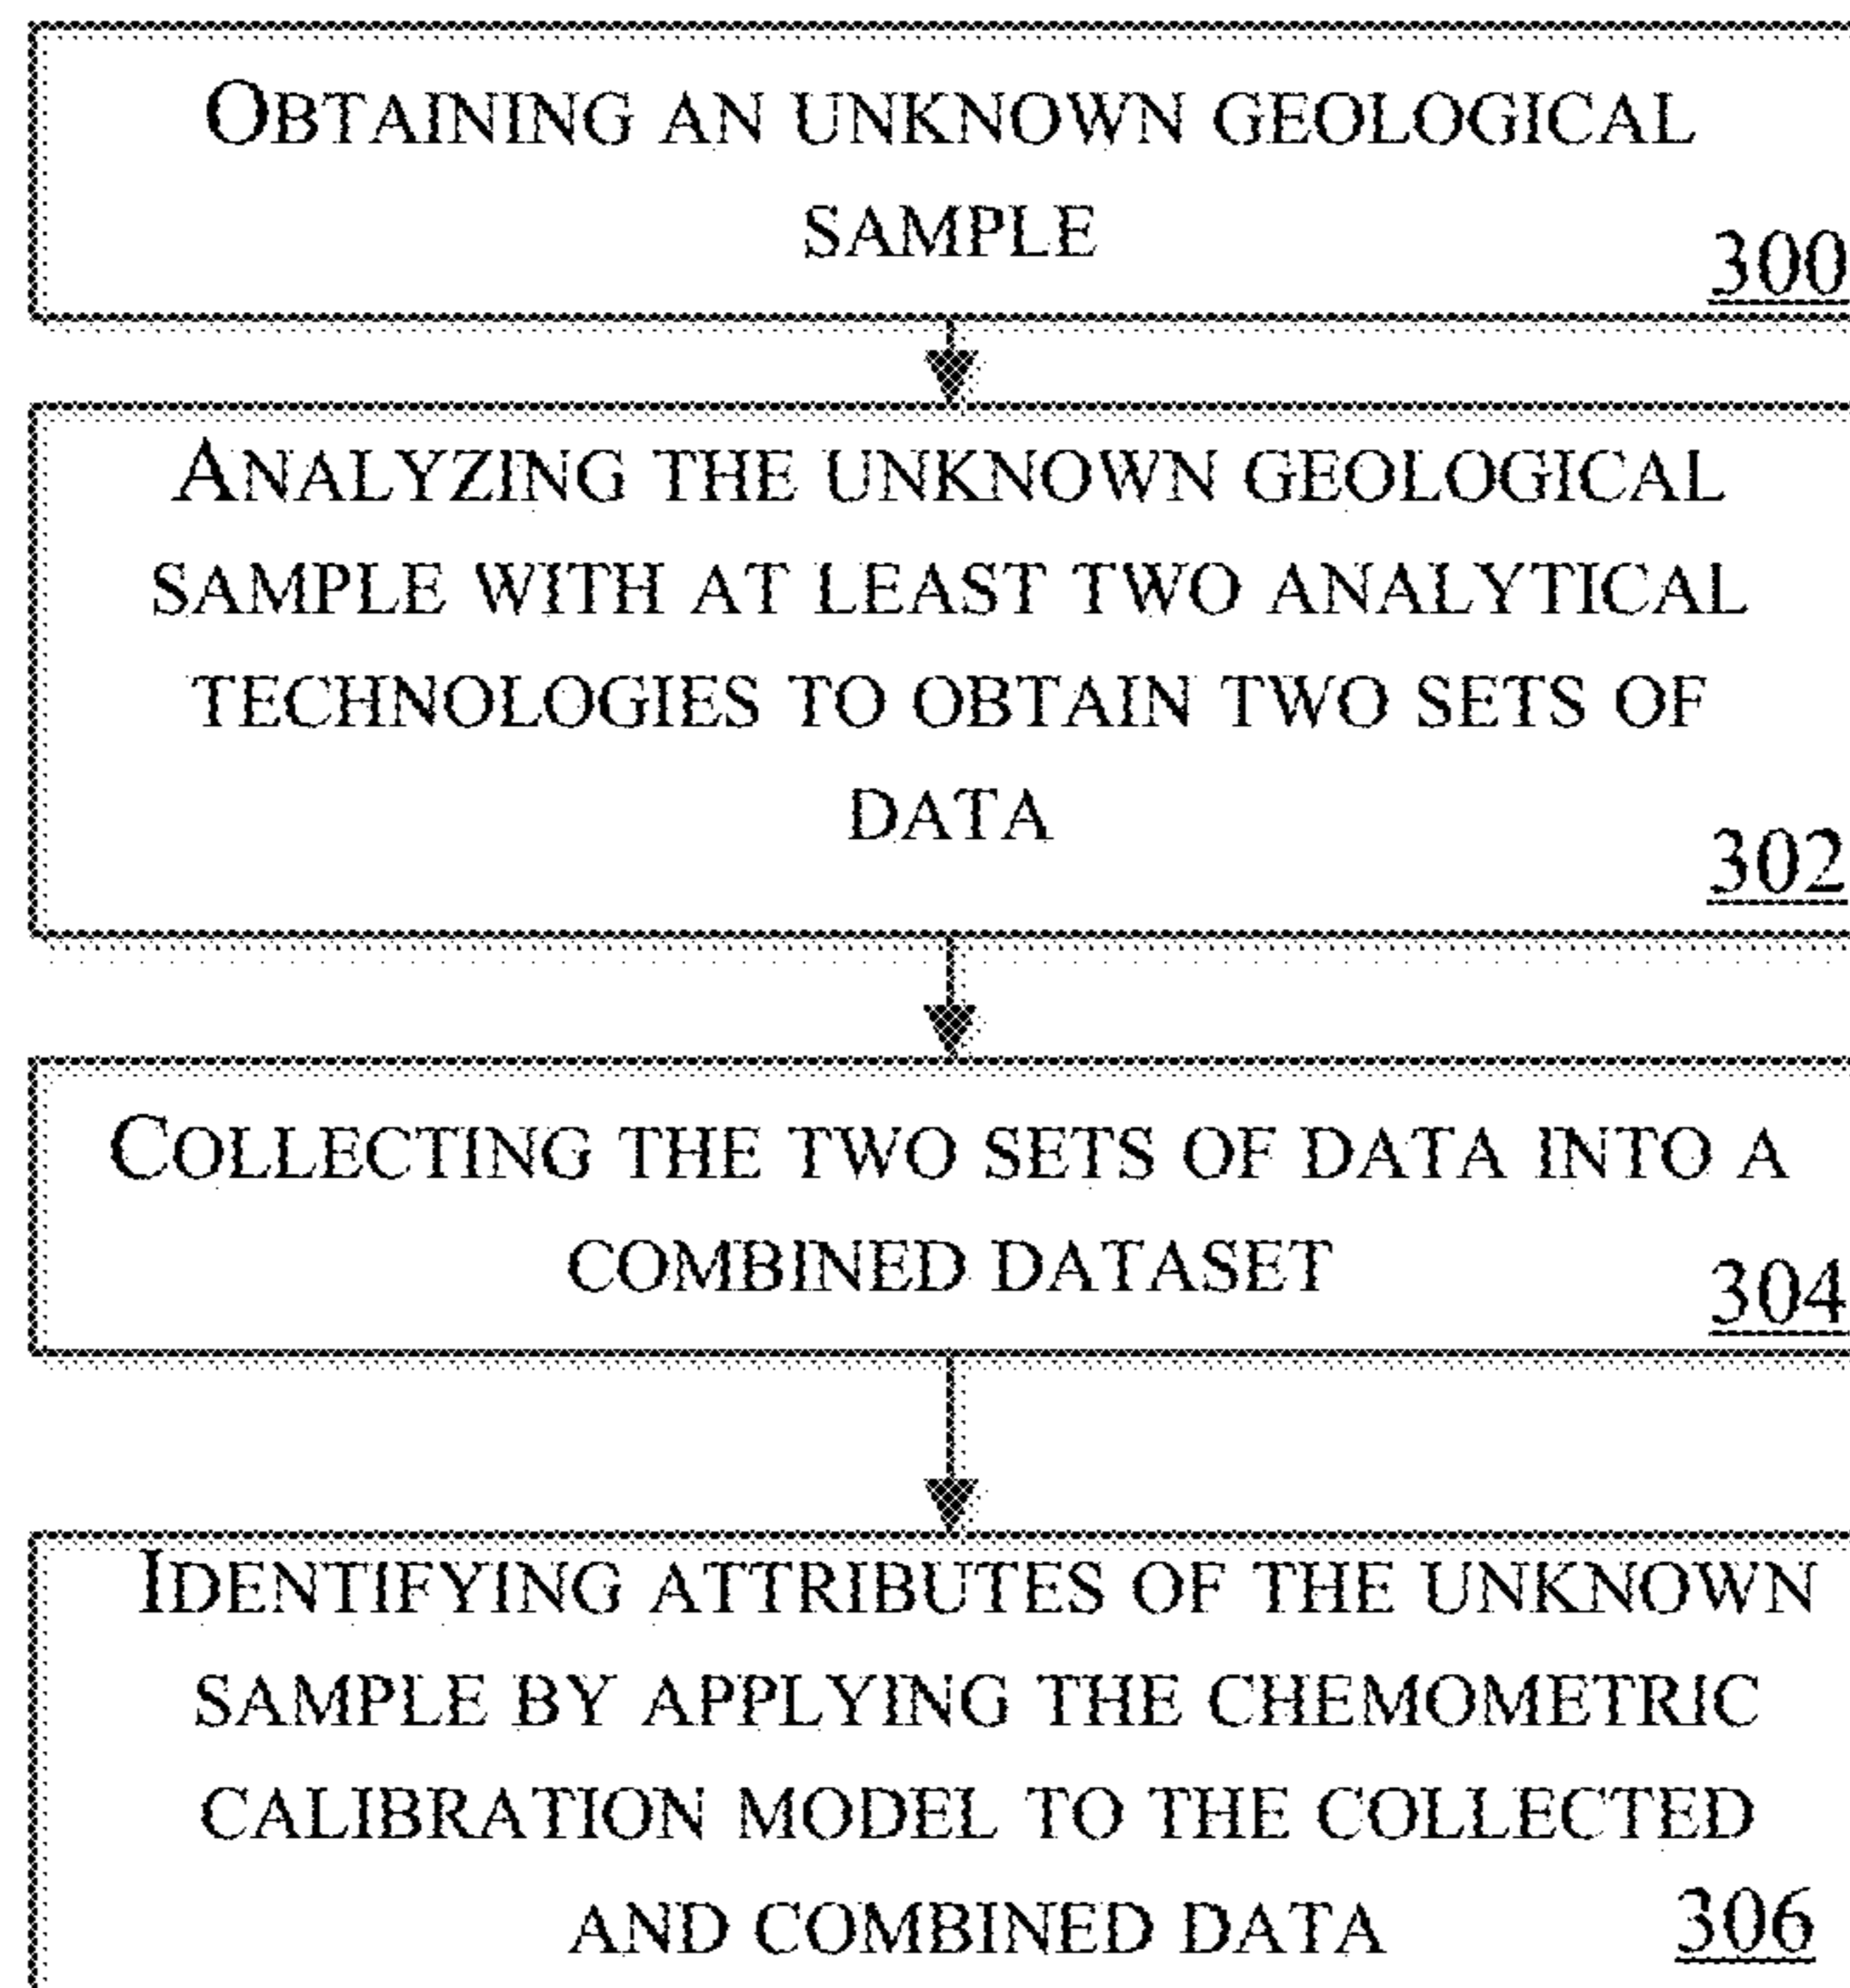 OBTAINING AN UNKNOWN GEOLOGICAL
SAMPLE
300
ANALYZING THE UNKNOWN GEOLOGICAL
SAMPLE WITH AT LEAST TWO ANALYTICAL
TECHNOLOGIES TO OBTAIN TWO SETS OF
DATA
302
COLLECTING THE TWO SETS OF DATA INTO A
COMBINED DATASET
304
IDENTIFYING ATTRIBUTES OF THE UNKNOWN
SAMPLE BY APPLYING THE CHEMOMETRIC
CALIBRATION MODEL TO THE COLLECTED
AND COMBINED DATA
306